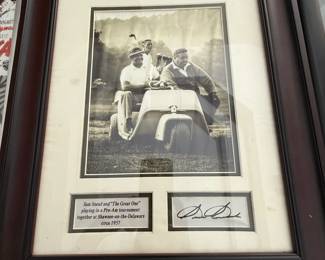 Sam Snead and "The Great One"
playing in a Pro-Am tournament
together at Shawnee-on-the-Delaware
circa 1957